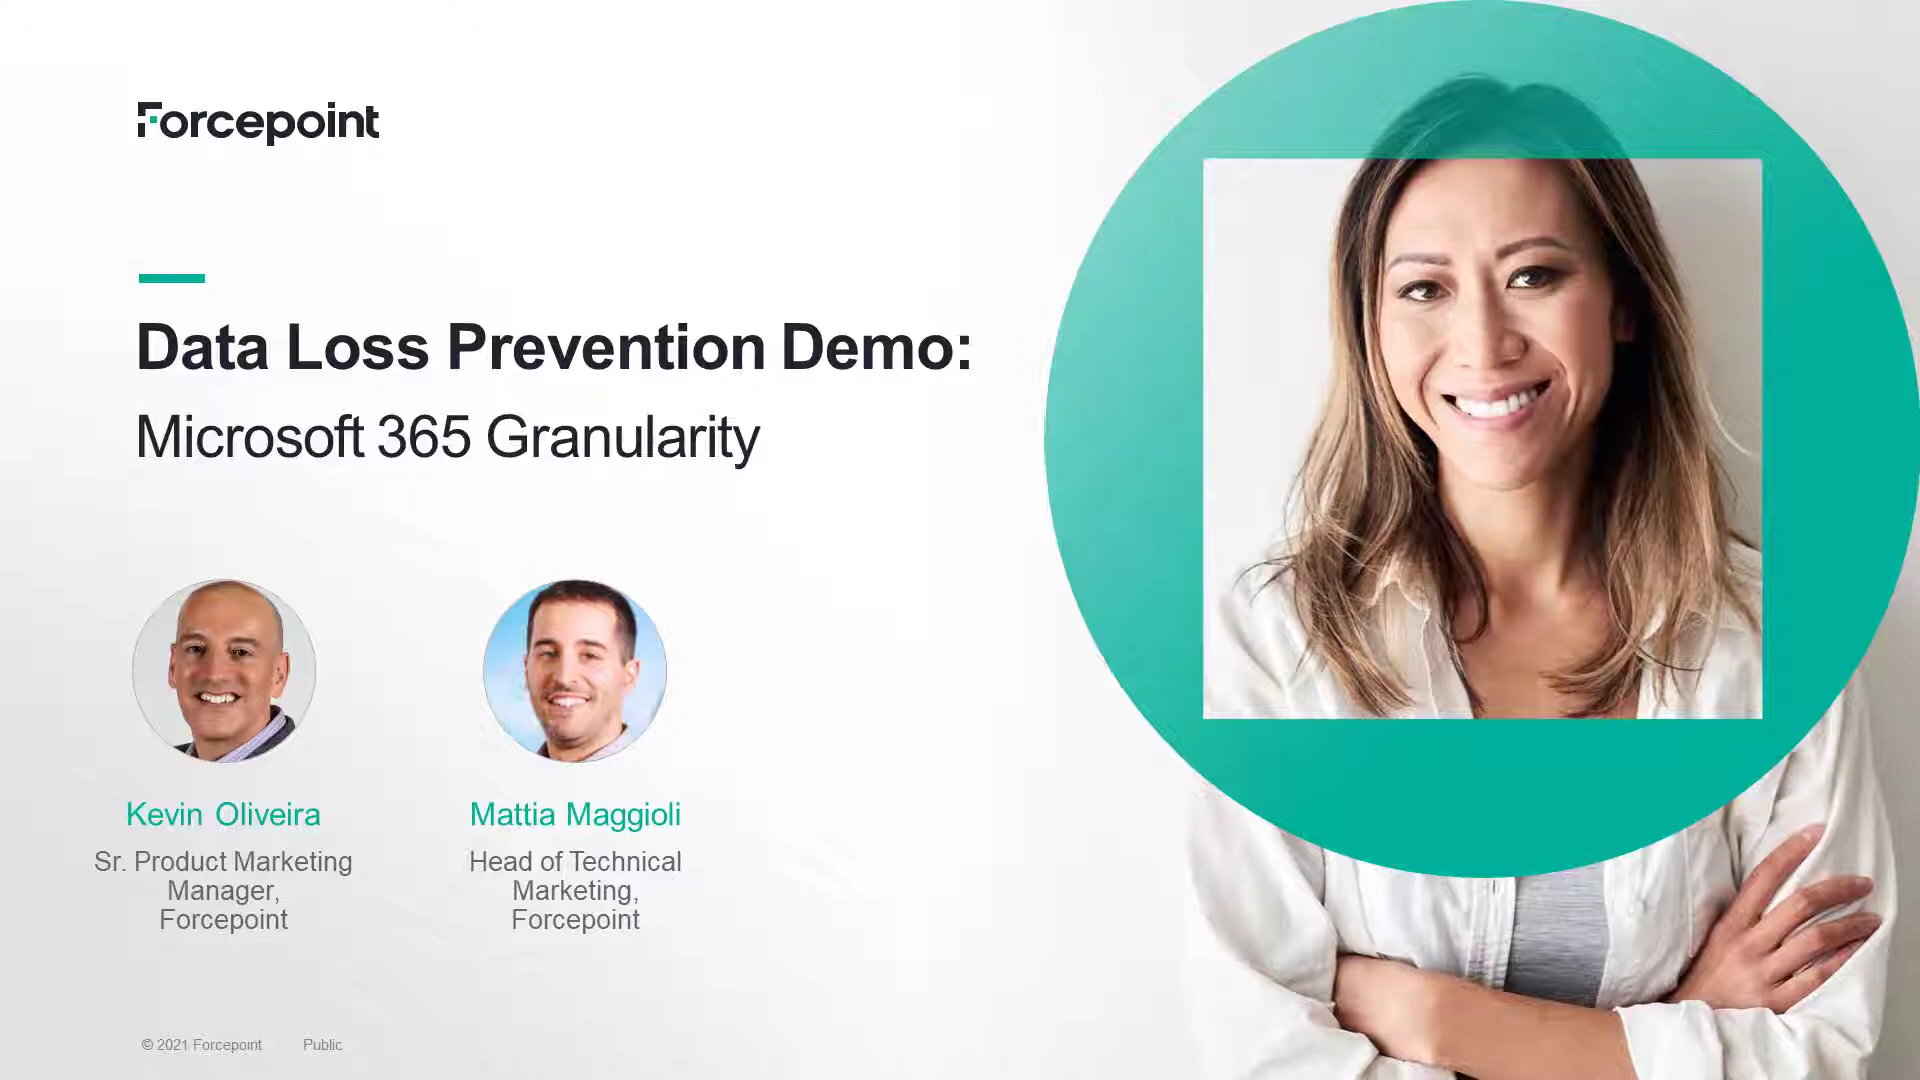 Forcepoint
Data Loss Prevention Demo:
Microsoft 365 Granularity
Kevin Oliveira
Sr. Product Marketing
Manager,
Forcepoint
Mattia Maggioli
Head of Technical
Marketing,
Forcepoint
© 2021 Forcepoint
Public